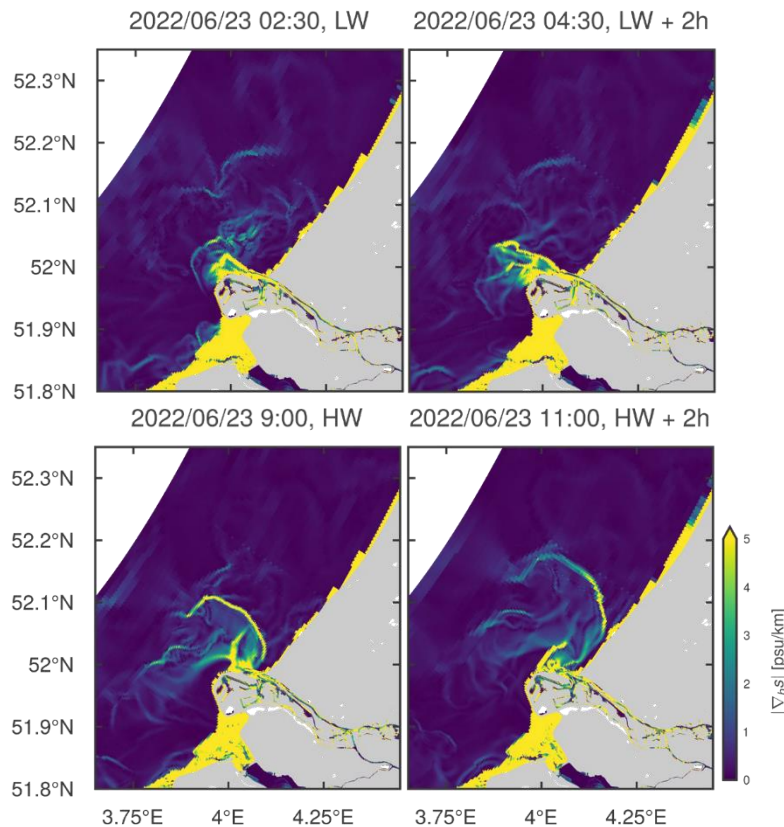 2022/06/23 02:30, LW
2022/06/23 04:30, LW + 2h
52.3°N
52.2°N
52.1°N
52°N
51.9°N
51.8°N
2022/06/23 9:00, HW
2022/06/23 11:00, HW + 2h
52.3°N
52.2°N
52.1°N
52°N
51.9°N
51.8°N
3.75°E
4°E
4.25°E
3.75°E
4°E
4.25°E
5
4
3
2
1
0
|∇ₕs| [psu/km]